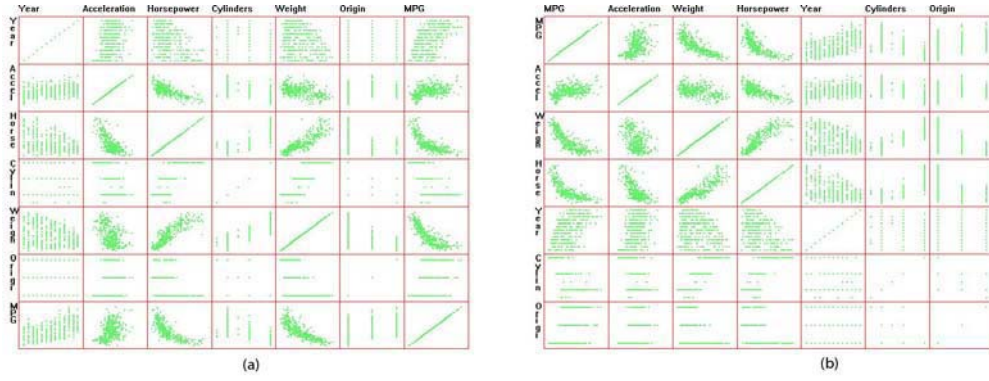 Year Acceleration Horsepower Cylinders Weight Origin MPG
Year
Accel
Horse
Cylin
Weigh
Origi
MPG
(a)
MPG Acceleration Weight Horsepower Year Cylinders Origin
MPG
Accel
Weigh
Horse
Year
Cylin
Origi
(b)